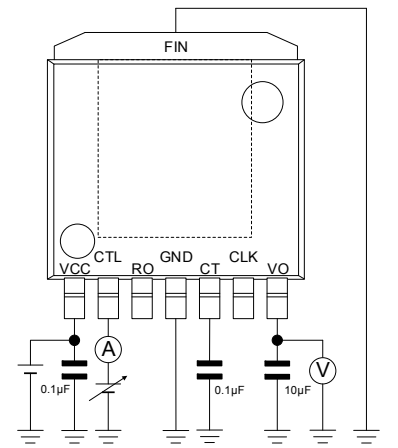 FIN
VCC CTL RO GND CT CLK VO
A
V
0.1µF 0.1µF 10µF